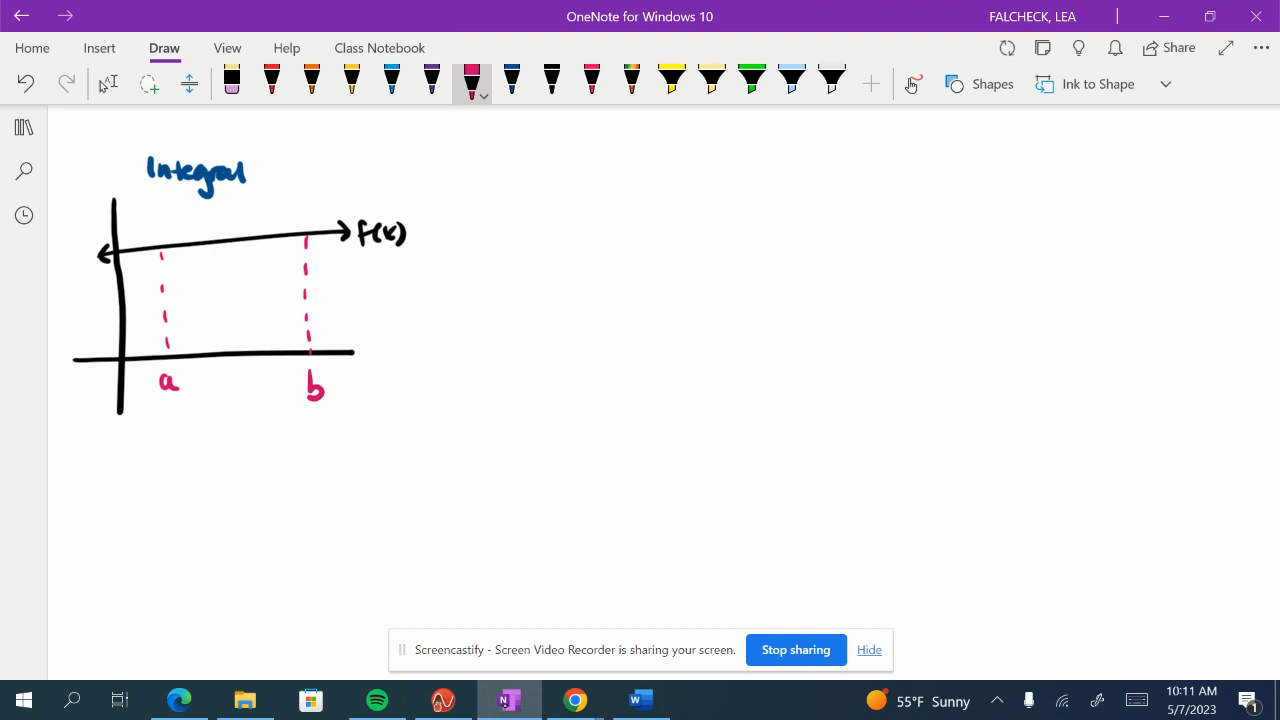 OneNote for Windows 10
FALCHECK, LEA
Home Insert Draw View Help Class Notebook
Share
Shapes
Ink to Shape
Integral
f(x)
a b
Screencastify - Screen Video Recorder is sharing your screen.
Stop sharing
Hide
55°F Sunny
10:11 AM
5/7/2023
1